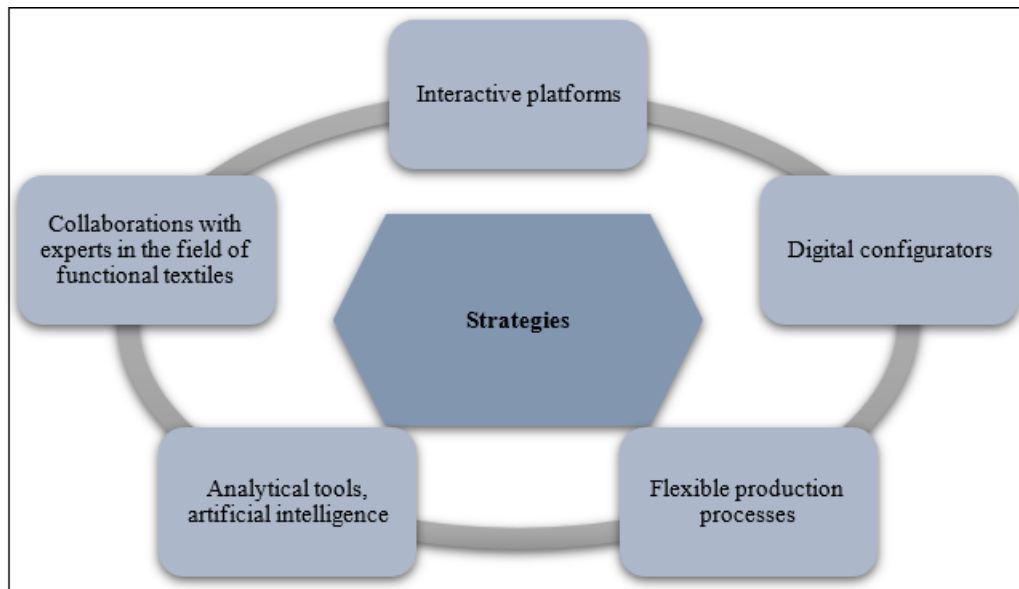 Interactive platforms
Collaborations with
experts in the field of
functional textiles
Digital configurators
Strategies
Analytical tools,
artificial intelligence
Flexible production
processes